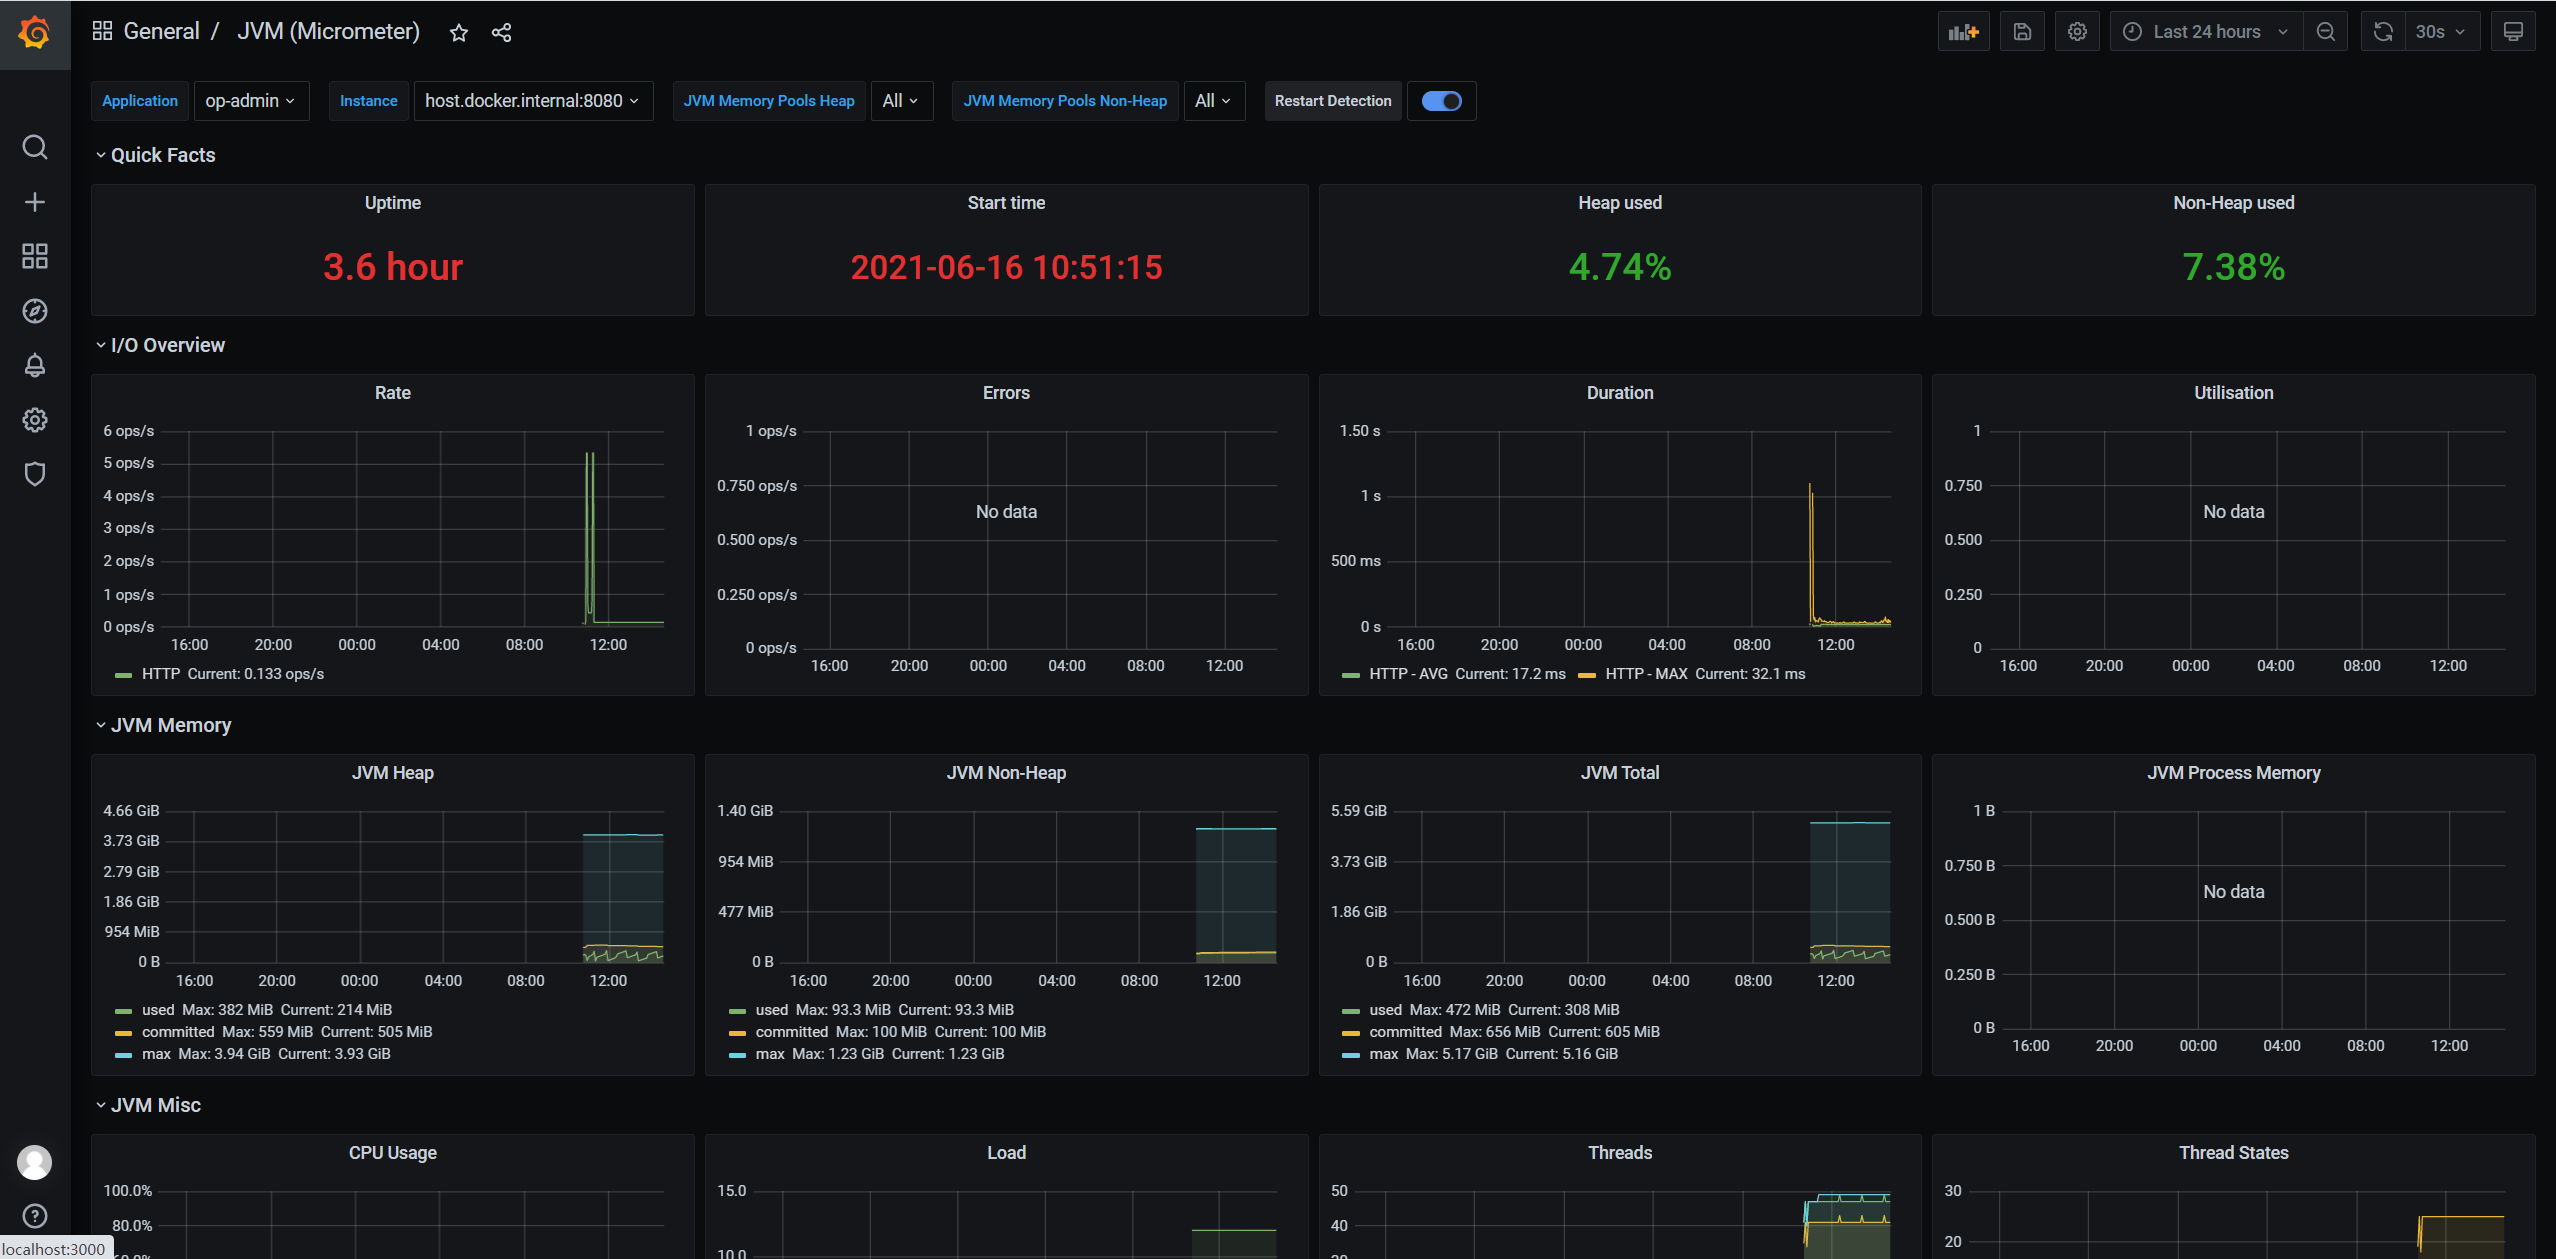 General / JVM (Micrometer)
Last 24 hours
30s
Application op-admin Instance host.docker.internal:8080 JVM Memory Pools Heap All JVM Memory Pools Non-Heap All Restart Detection
Quick Facts
Uptime
3.6 hour
Start time
2021-06-16 10:51:15
Heap used
4.74%
Non-Heap used
7.38%
I/O Overview
Rate
6 ops/s
5 ops/s
4 ops/s
3 ops/s
2 ops/s
1 ops/s
0 ops/s
16:00 20:00 00:00 04:00 08:00 12:00
HTTP Current: 0.133 ops/s
Errors
1 ops/s
0.750 ops/s
0.500 ops/s
0.250 ops/s
0 ops/s
No data
16:00 20:00 00:00 04:00 08:00 12:00
Duration
1.50 s
1 s
500 ms
0 s
16:00 20:00 00:00 04:00 08:00 12:00
HTTP - AVG Current: 17.2 ms HTTP - MAX Current: 32.1 ms
Utilisation
1
0.750
0.500
0.250
0
No data
16:00 20:00 00:00 04:00 08:00 12:00
JVM Memory
JVM Heap
4.66 GiB
3.73 GiB
2.79 GiB
1.86 GiB
954 MiB
0 B
16:00 20:00 00:00 04:00 08:00 12:00
used Max: 382 MiB Current: 214 MiB
committed Max: 559 MiB Current: 505 MiB
max Max: 3.94 GiB Current: 3.93 GiB
JVM Non-Heap
1.40 GiB
954 MiB
477 MiB
0 B
16:00 20:00 00:00 04:00 08:00 12:00
used Max: 93.3 MiB Current: 93.3 MiB
committed Max: 100 MiB Current: 100 MiB
max Max: 1.23 GiB Current: 1.23 GiB
JVM Total
5.59 GiB
3.73 GiB
1.86 GiB
0 B
16:00 20:00 00:00 04:00 08:00 12:00
used Max: 472 MiB Current: 308 MiB
committed Max: 656 MiB Current: 605 MiB
max Max: 5.17 GiB Current: 5.16 GiB
JVM Process Memory
1 B
0.750 B
0.500 B
0.250 B
0 B
No data
16:00 20:00 00:00 04:00 08:00 12:00
JVM Misc
CPU Usage
100.0%
80.0%
Load
15.0
10.0
Threads
50
40
Thread States
30
20
localhost:3000